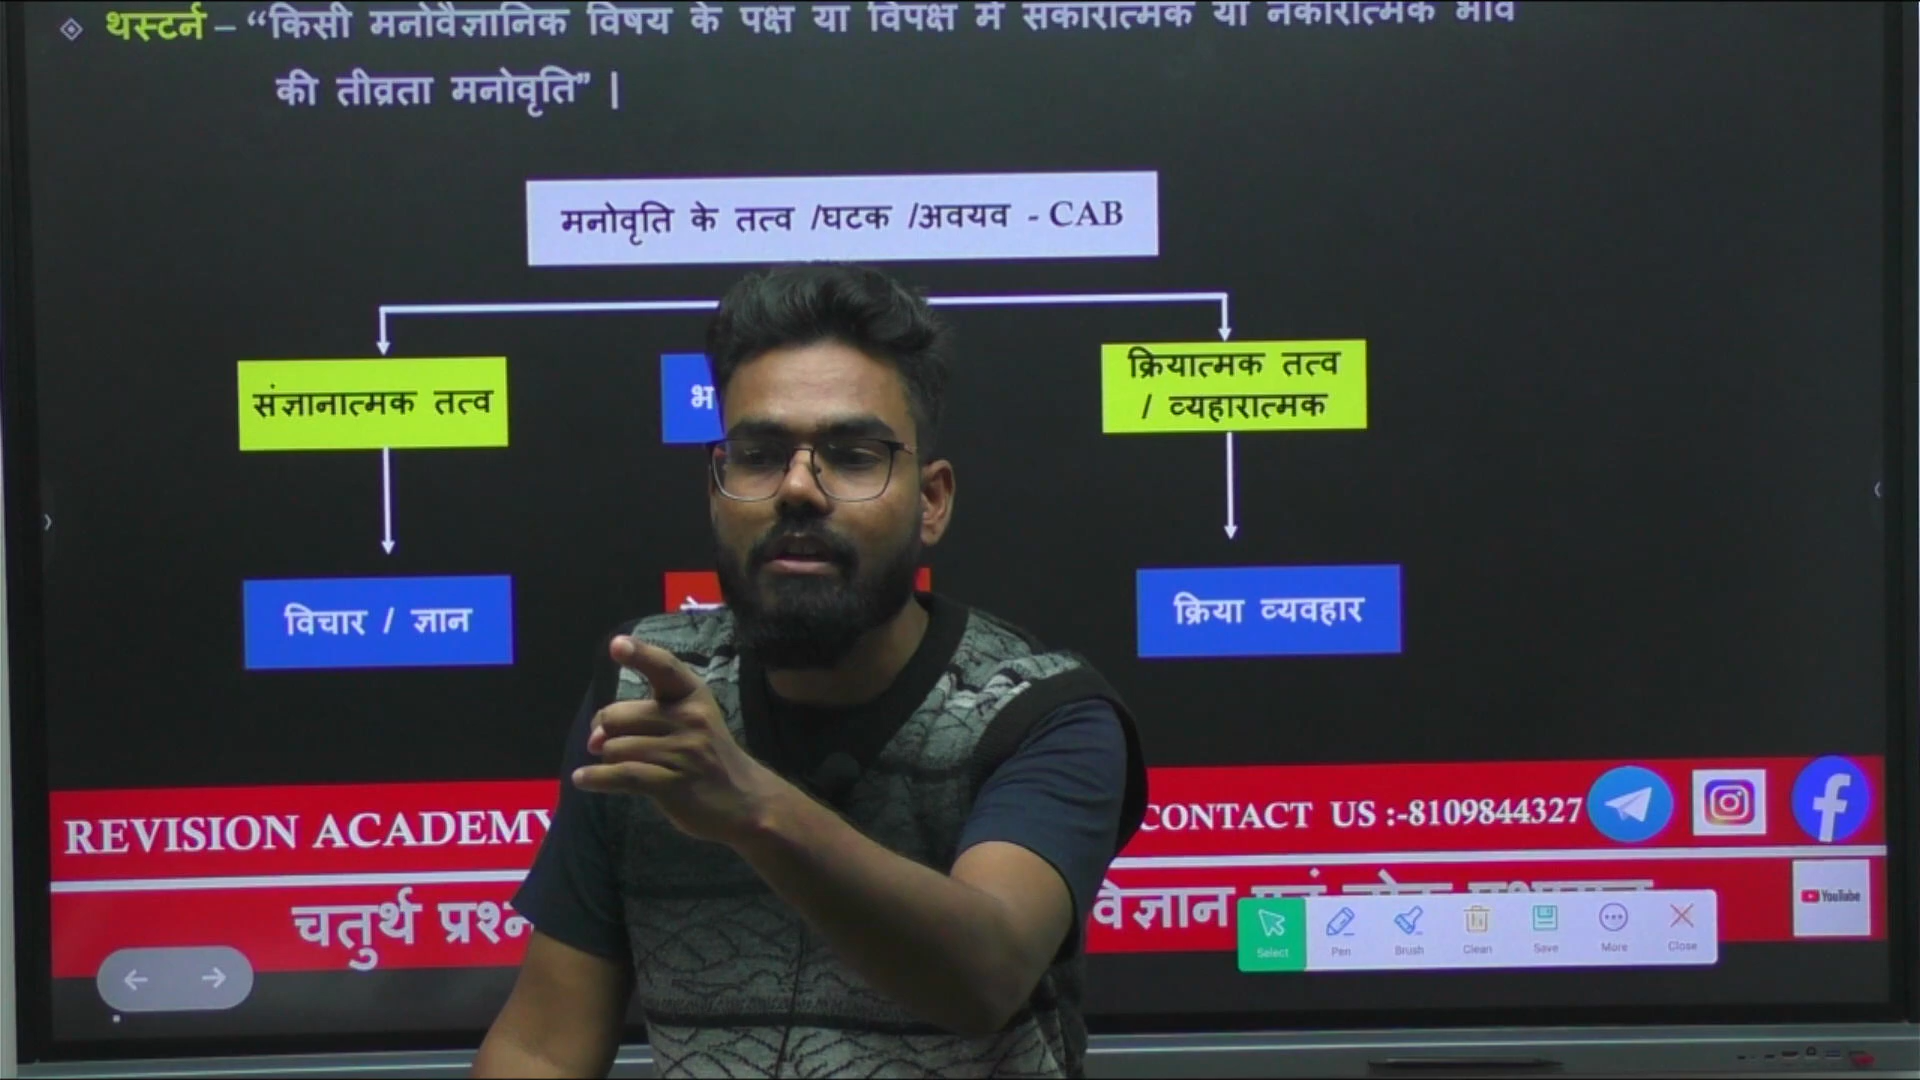 थर्स्टन – “किसी मनोवैज्ञानिक विषय के पक्ष या विपक्ष में सकारात्मक या नकारात्मक भाव
की तीव्रता मनोवृति” |
मनोवृति के तत्व /घटक /अवयव - CAB
संज्ञानात्मक तत्व
क्रियात्मक तत्व
/ व्यहारात्मक
विचार / ज्ञान
क्रिया व्यवहार
REVISION ACADEMY
CONTACT US :-8109844327
YouTube
चतुर्थ प्रश्न
Select Pen Brush Clean Save More Close